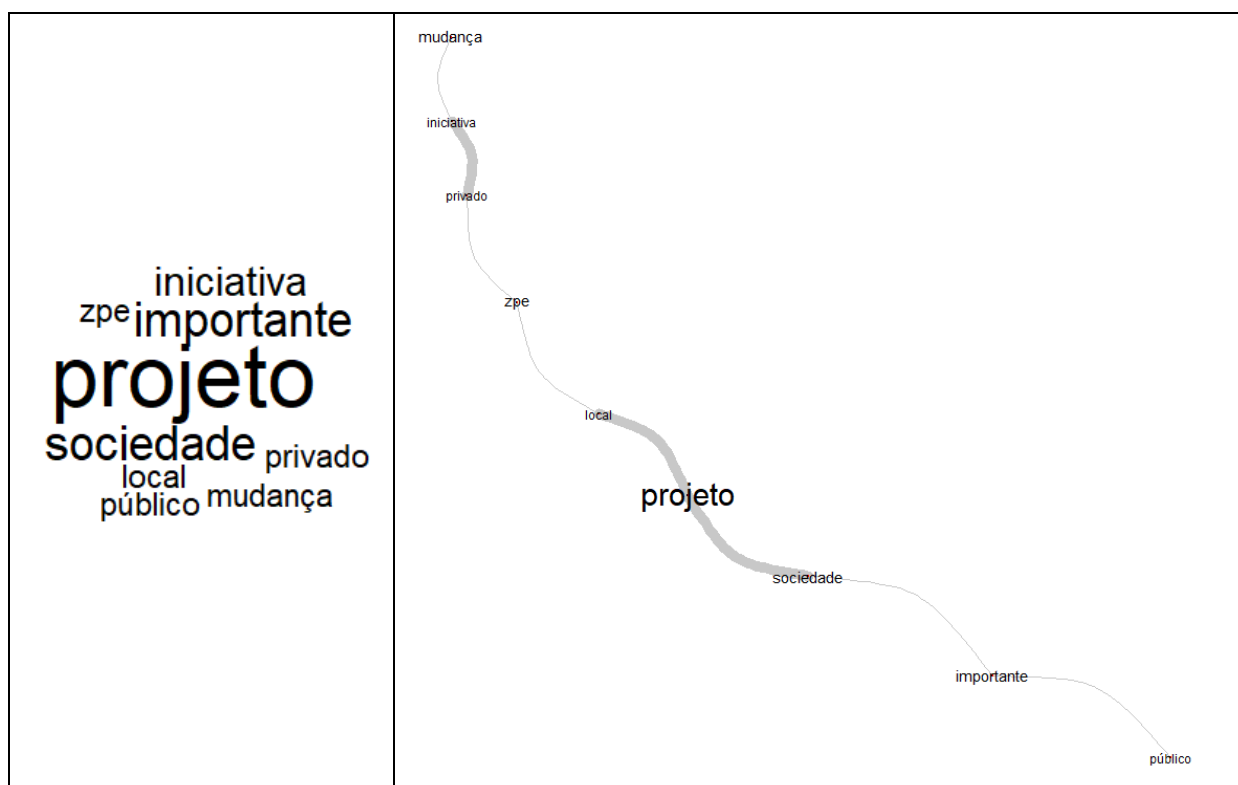 iniciativa
zpe importante
projeto
sociedade privado
local
público mudança
mudança
iniciativa
privado
zpe
local
projeto
sociedade
importante
público